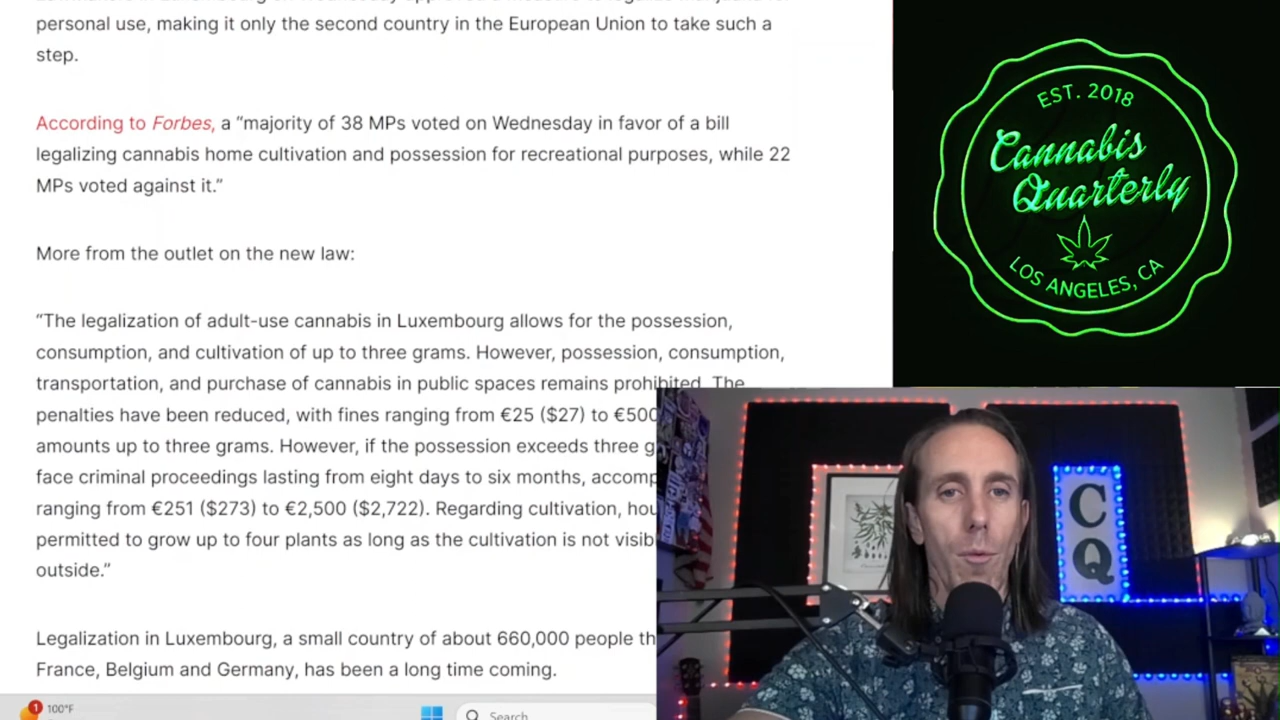 personal use, making it only the second country in the European Union to take such a
step.
According to Forbes, a “majority of 38 MPs voted on Wednesday in favor of a bill
legalizing cannabis home cultivation and possession for recreational purposes, while 22
MPs voted against it.”
More from the outlet on the new law:
“The legalization of adult-use cannabis in Luxembourg allows for the possession,
consumption, and cultivation of up to three grams. However, possession, consumption,
transportation, and purchase of cannabis in public spaces remains prohibited. The
penalties have been reduced, with fines ranging from €25 ($27) to €500
amounts up to three grams. However, if the possession exceeds three g
face criminal proceedings lasting from eight days to six months, accomp
ranging from €251 ($273) to €2,500 ($2,722). Regarding cultivation, hou
permitted to grow up to four plants as long as the cultivation is not visib
outside.”
Legalization in Luxembourg, a small country of about 660,000 people th
France, Belgium and Germany, has been a long time coming.
1
100°F
Search
EST. 2018
Cannabis
Quarterly
LOS ANGELES, CA
C
Q